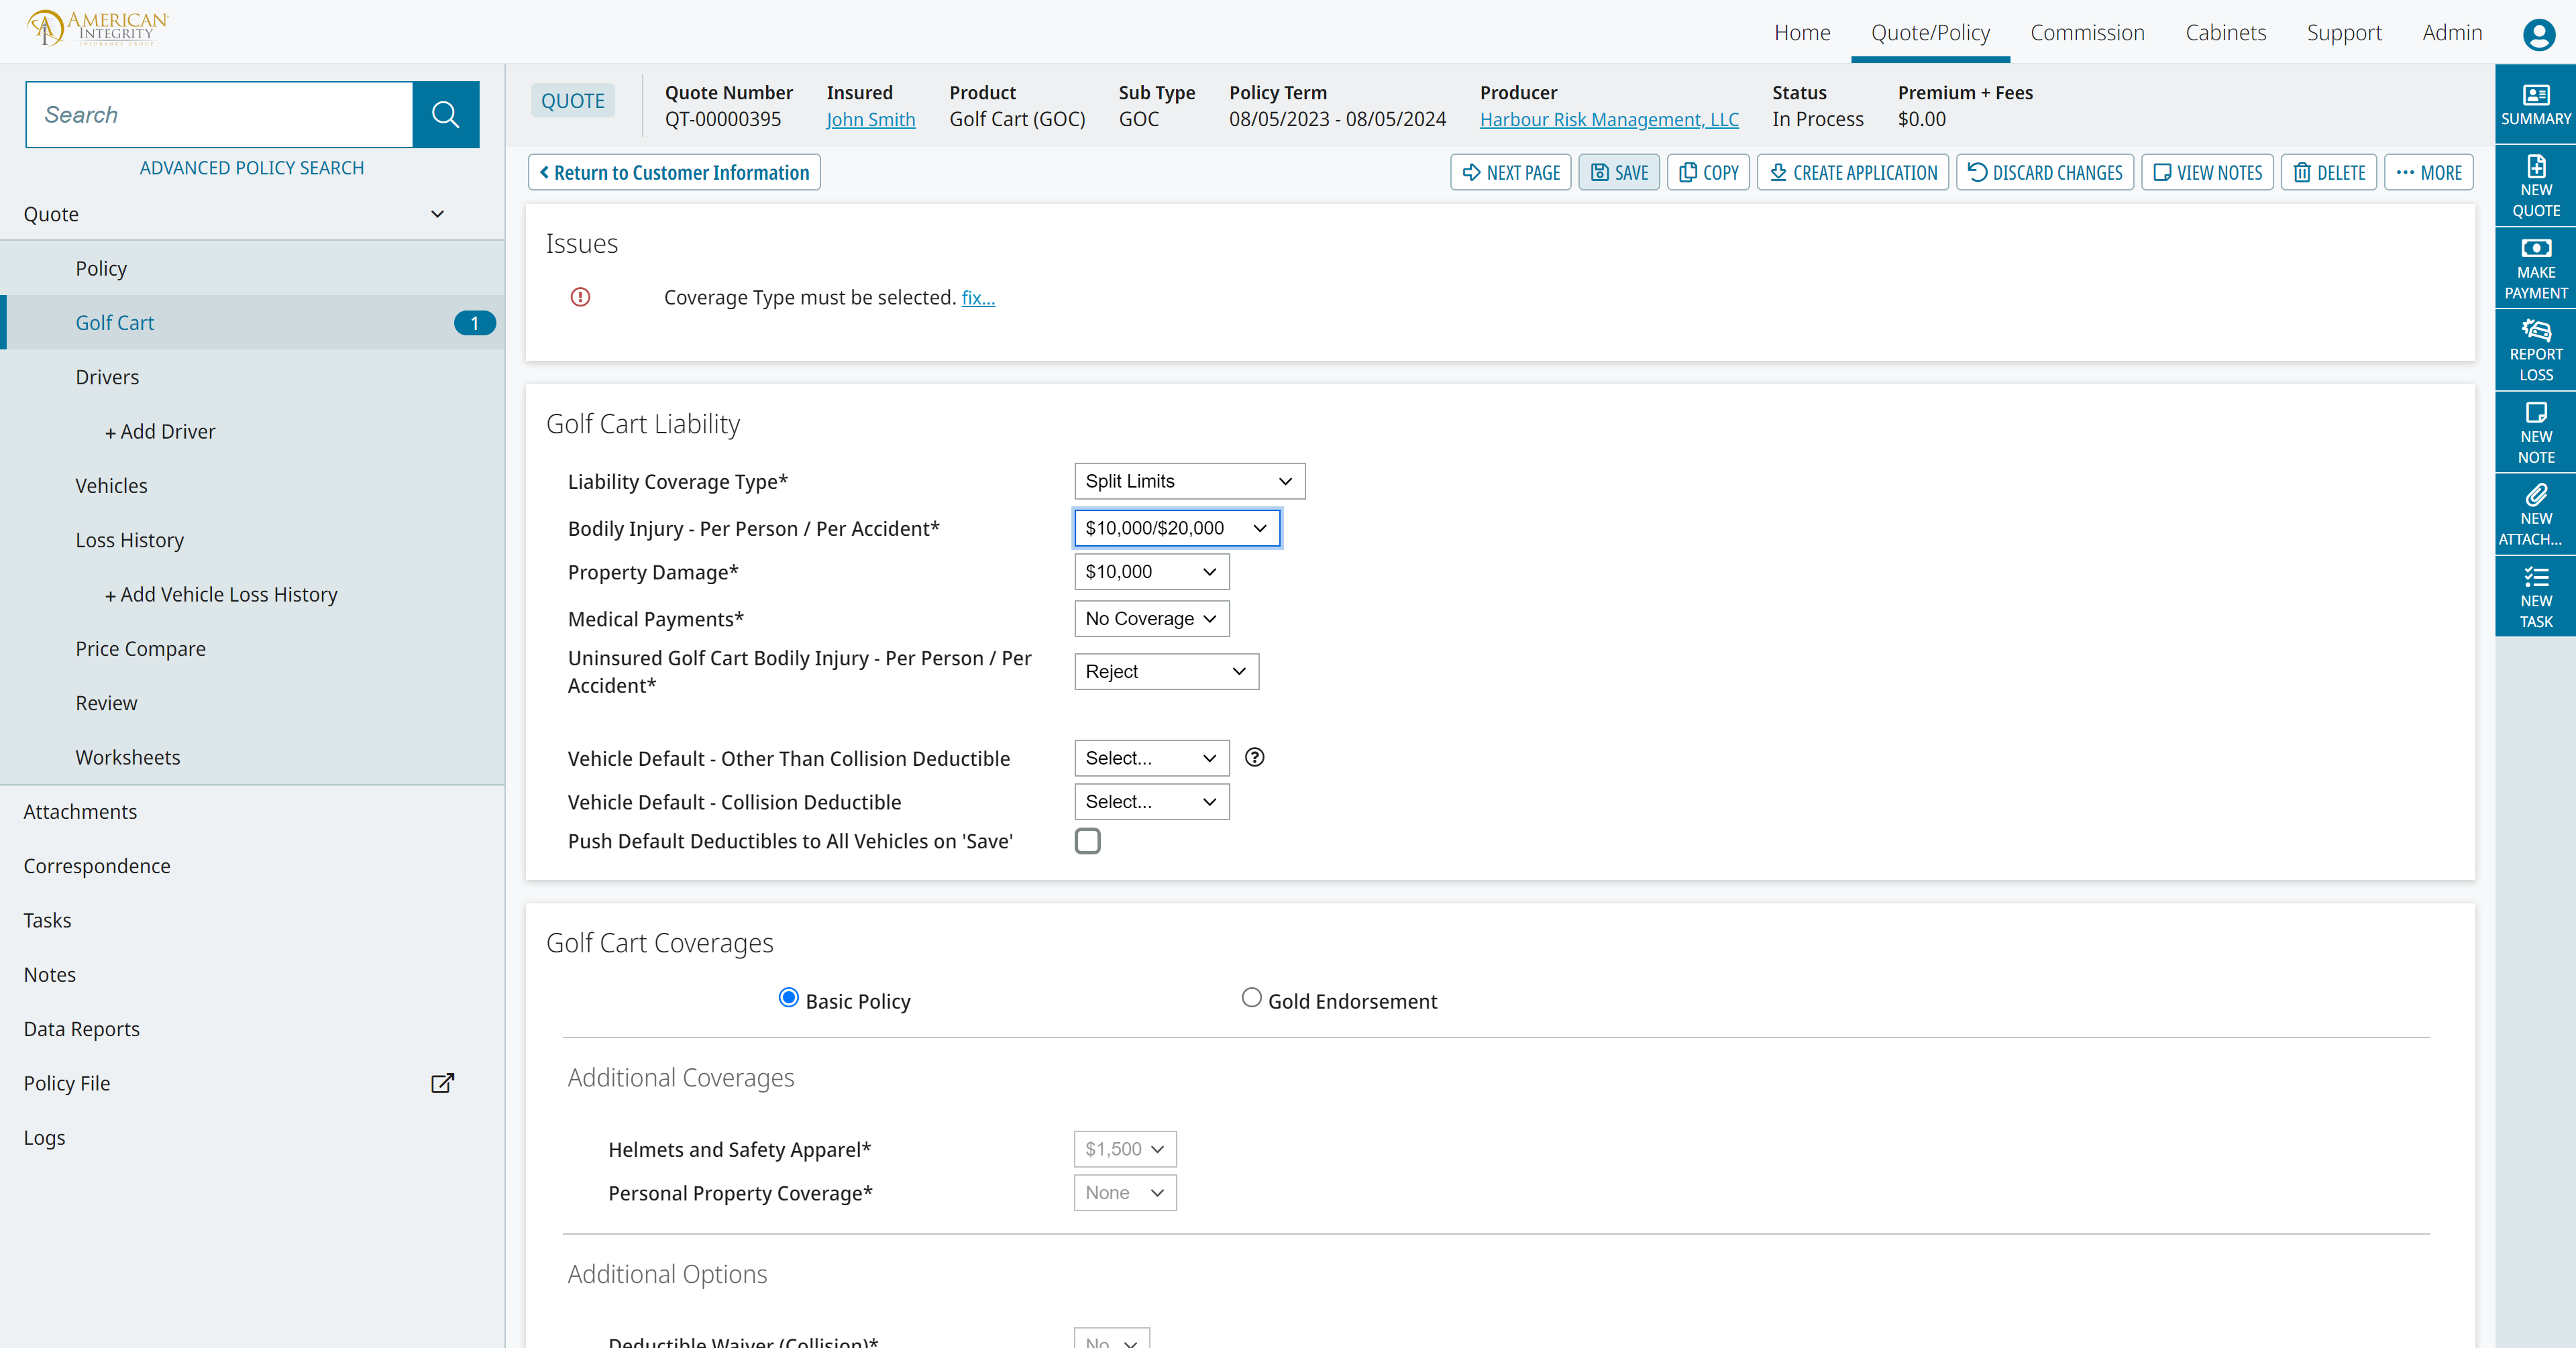 AMERICAN
INTEGRITY
INSURANCE GROUP
Home Quote/Policy Commission Cabinets Support Admin
Search
ADVANCED POLICY SEARCH
Quote
Policy
Golf Cart 1
Drivers
+ Add Driver
Vehicles
Loss History
+ Add Vehicle Loss History
Price Compare
Review
Worksheets
Attachments
Correspondence
Tasks
Notes
Data Reports
Policy File
Logs
QUOTE
Quote Number Insured Product Sub Type Policy Term Producer Status Premium + Fees
QT-00000395 John Smith Golf Cart (GOC) GOC 08/05/2023 - 08/05/2024 Harbour Risk Management, LLC In Process $0.00
Return to Customer Information
NEXT PAGE SAVE COPY CREATE APPLICATION DISCARD CHANGES VIEW NOTES DELETE MORE
Issues
Coverage Type must be selected. fix...
Golf Cart Liability
Liability Coverage Type* Split Limits
Bodily Injury - Per Person / Per Accident* $10,000/$20,000
Property Damage* $10,000
Medical Payments* No Coverage
Uninsured Golf Cart Bodily Injury - Per Person / Per
Accident* Reject
Vehicle Default - Other Than Collision Deductible Select...
Vehicle Default - Collision Deductible Select...
Push Default Deductibles to All Vehicles on 'Save'
Golf Cart Coverages
Basic Policy Gold Endorsement
Additional Coverages
Helmets and Safety Apparel* $1,500
Personal Property Coverage* None
Additional Options
Deductible Waiver (Collision)* No
SUMMARY
NEW
QUOTE
MAKE
PAYMENT
REPORT
LOSS
NEW
NOTE
NEW
ATTACH...
NEW
TASK